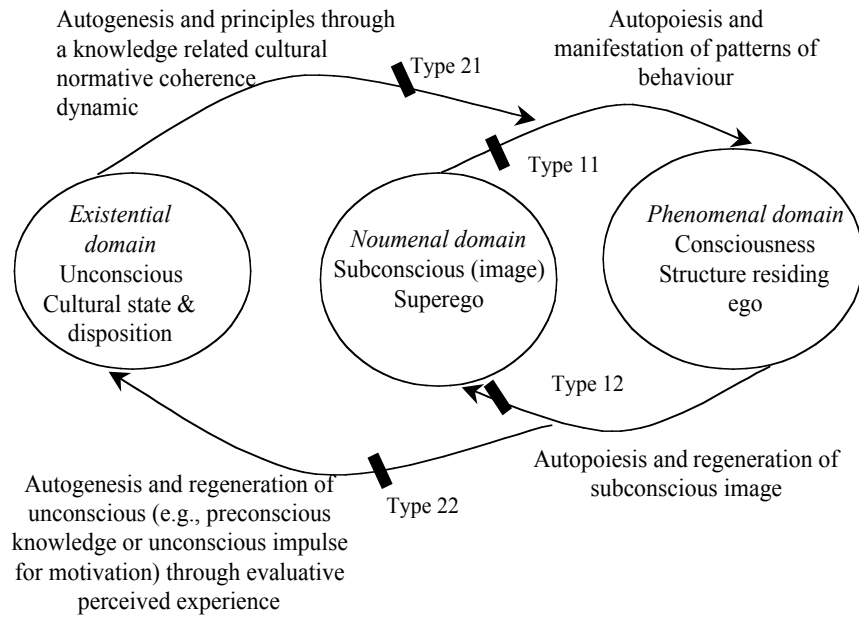 Autogenesis and principles through
a knowledge related cultural
normative coherence
dynamic
Type 21
Autopoiesis and
manifestation of patterns of
behaviour
Type 11
Existential
domain
Unconscious
Cultural state &
disposition
Noumenal domain
Subconscious (image)
Superego
Phenomenal domain
Consciousness
Structure residing
ego
Type 12
Autopoiesis and regeneration of
subconscious image
Type 22
Autogenesis and regeneration of
unconscious (e.g., preconscious
knowledge or unconscious impulse
for motivation) through evaluative
perceived experience